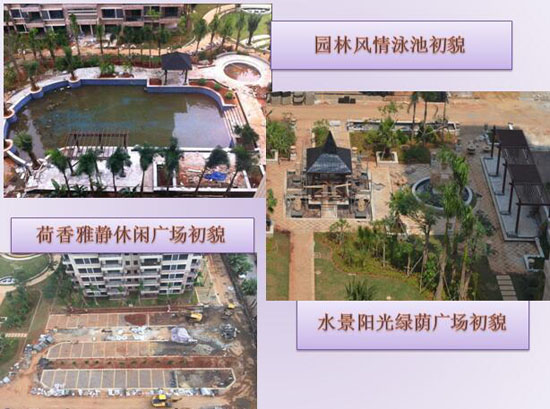 园林风情泳池初貌
荷香雅静休闲广场初貌
水景阳光绿荫广场初貌